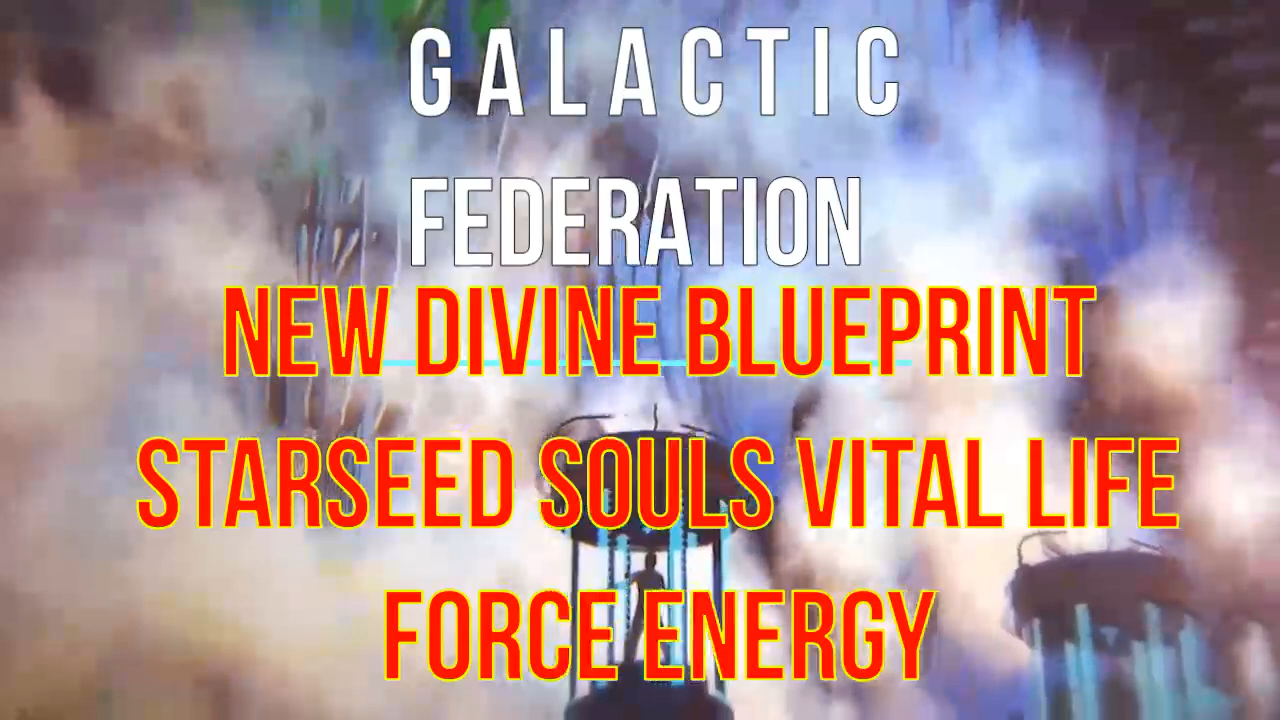 GALACTIC
FEDERATION
NEW DIVINE BLUEPRINT
STARSEED SOULS VITAL LIFE
FORCE ENERGY